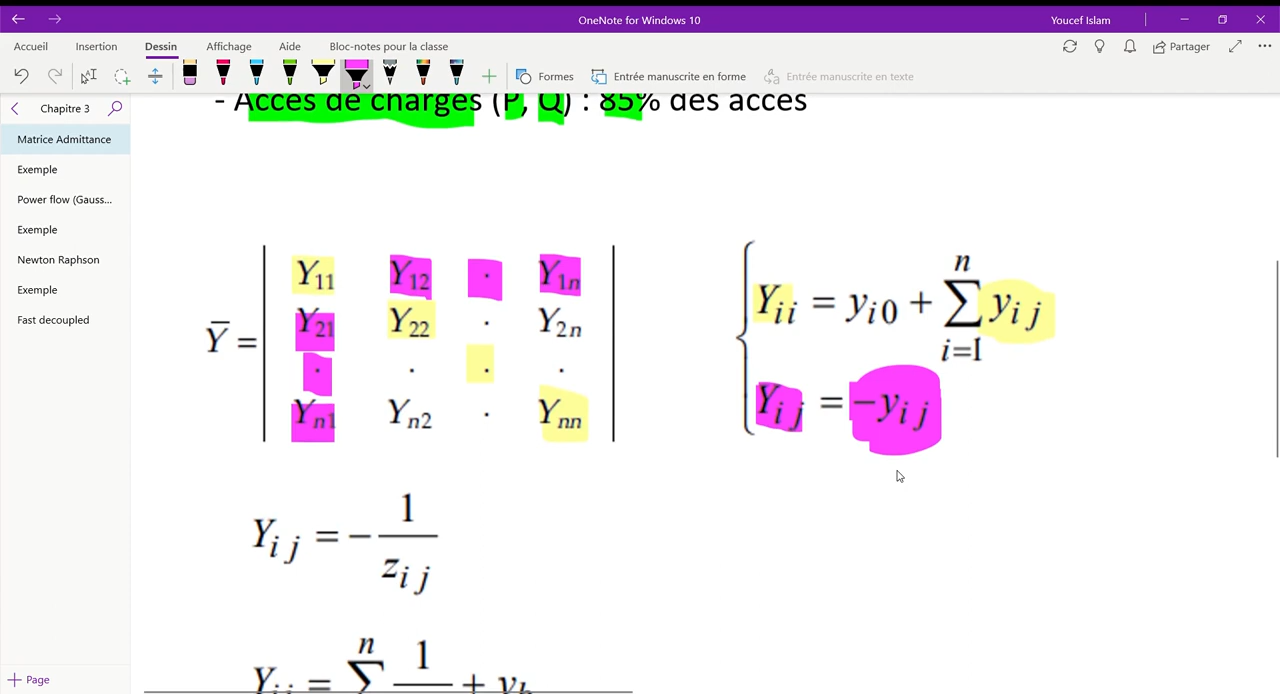 OneNote for Windows 10
Youcef Islam
Accueil Insertion Dessin Affichage Aide Bloc-notes pour la classe
Partager
Formes Entrée manuscrite en forme Entrée manuscrite en texte
Chapitre 3
Matrice Admittance
Exemple
Power flow (Gauss...
Exemple
Newton Raphson
Exemple
Fast decoupled
Page
- Accès de charges (P, Q) : 85% des accès
Y̅ =
Y11 Y12 . Y1n
Y21 Y22 . Y2n
. . . .
Yn1 Yn2 . Ynn
Yii = yi0 + ∑ yij
n
i=1
Yij = −yij
Yij = − 1 / zij
n
∑ 1